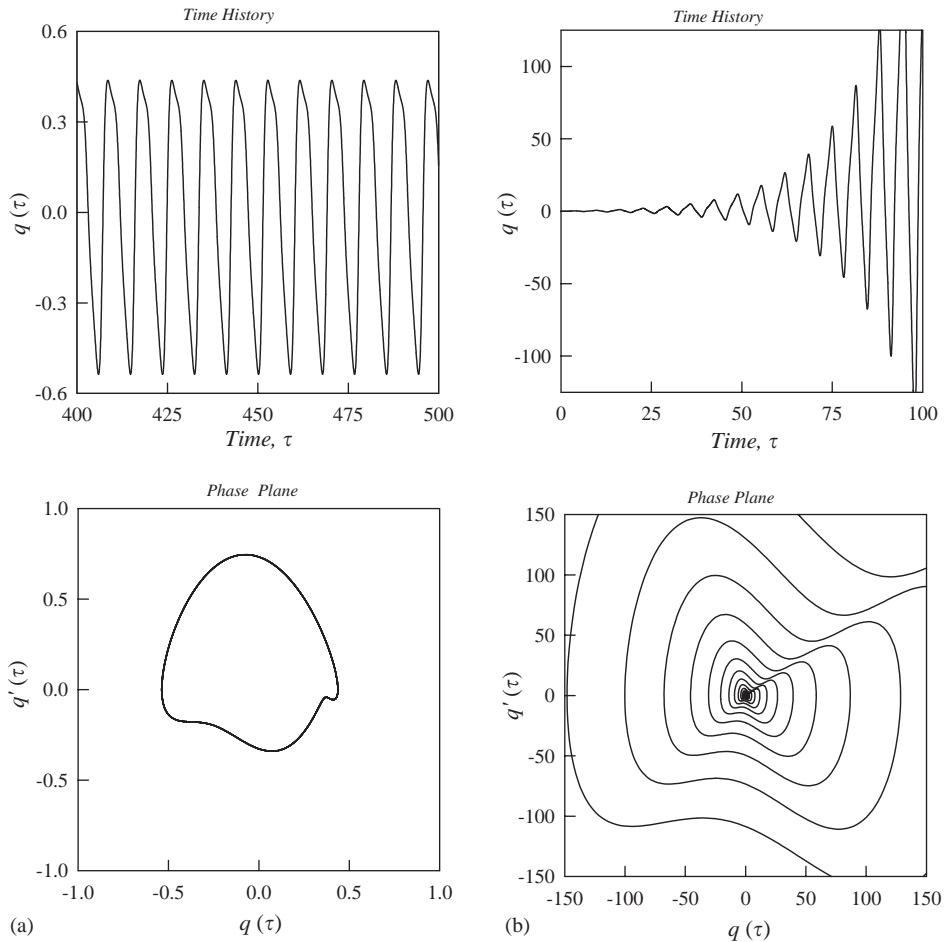 Time History
0.6
0.3
0.0
-0.3
-0.6
q (τ)
400 425 450 475 500
Time, τ
Time History
100
50
0
-50
-100
q (τ)
0 25 50 75 100
Time, τ
Phase Plane
1.0
0.5
0.0
-0.5
-1.0
q' (τ)
-1.0 -0.5 0.0 0.5 1.0
(a)
q (τ)
Phase Plane
150
100
50
0
-50
-100
-150
q' (τ)
-150 -100 -50 0 50 100 150
(b)
q (τ)